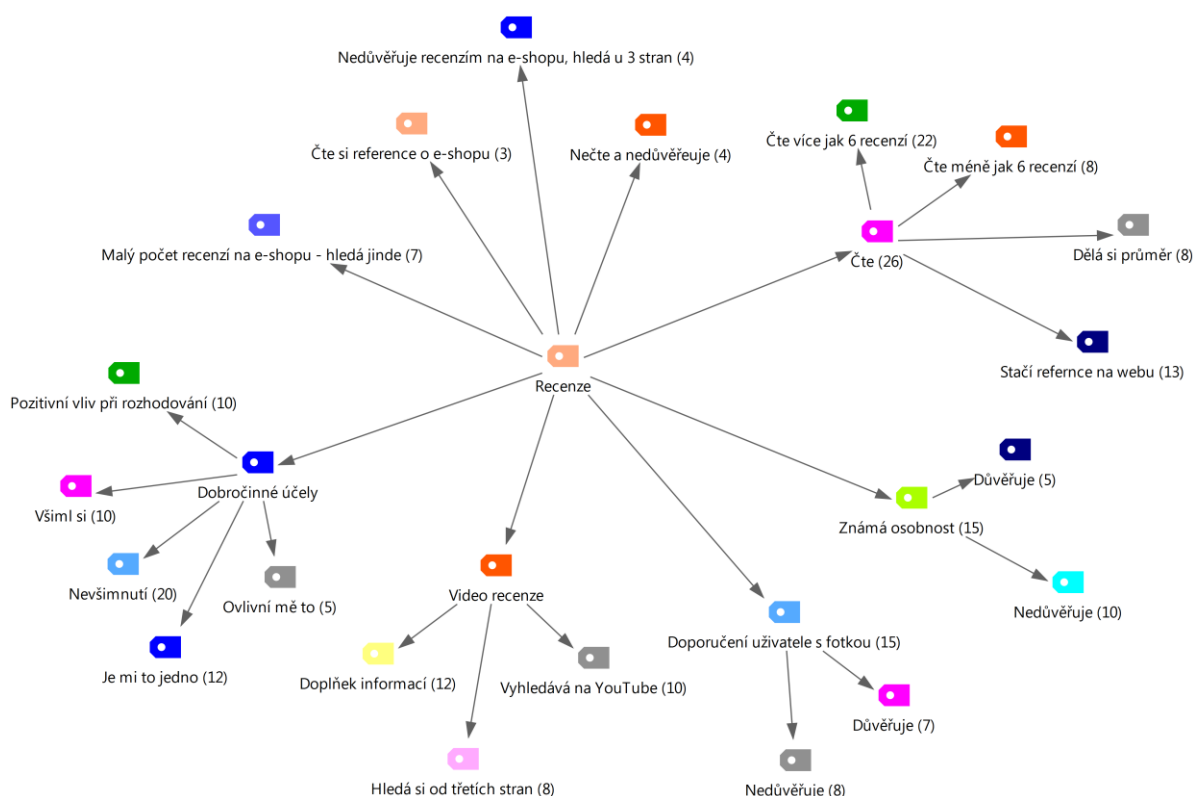 Nedůvěřuje recenzím na e-shopu, hledá u 3 stran (4)
Čte si reference o e-shopu (3)
Nečte a nedůvěřeuje (4)
Čte více jak 6 recenzí (22)
Čte méně jak 6 recenzí (8)
Malý počet recenzí na e-shopu - hledá jinde (7)
Čte (26)
Dělá si průměr (8)
Stačí refernce na webu (13)
Recenze
Pozitivní vliv při rozhodování (10)
Dobročinné účely
Všiml si (10)
Nevšimnutí (20)
Ovlivní mě to (5)
Je mi to jedno (12)
Video recenze
Doplňek informací (12)
Vyhledává na YouTube (10)
Hledá si od třetích stran (8)
Důvěřuje (5)
Známá osobnost (15)
Nedůvěřuje (10)
Doporučení uživatele s fotkou (15)
Důvěřuje (7)
Nedůvěřuje (8)